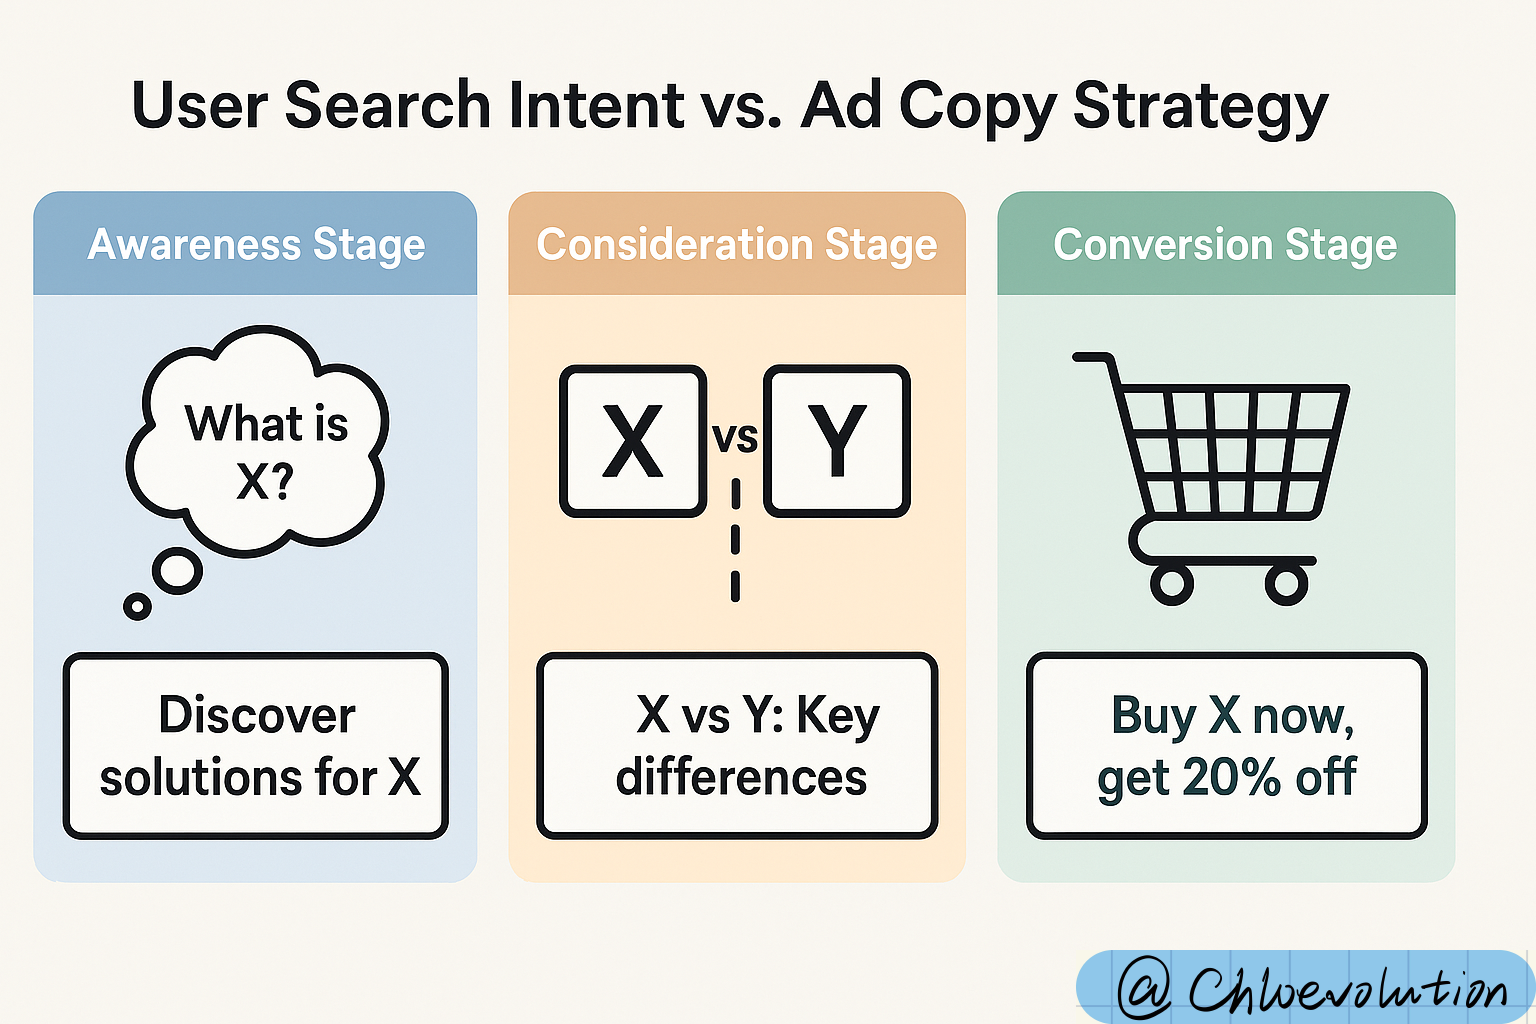 User Search Intent vs. Ad Copy Strategy
Awareness Stage
What is
X?
Discover
solutions for X
Consideration Stage
X vs Y
X vs Y: Key
differences
Conversion Stage
Buy X now,
get 20% off
@ Chloevolution